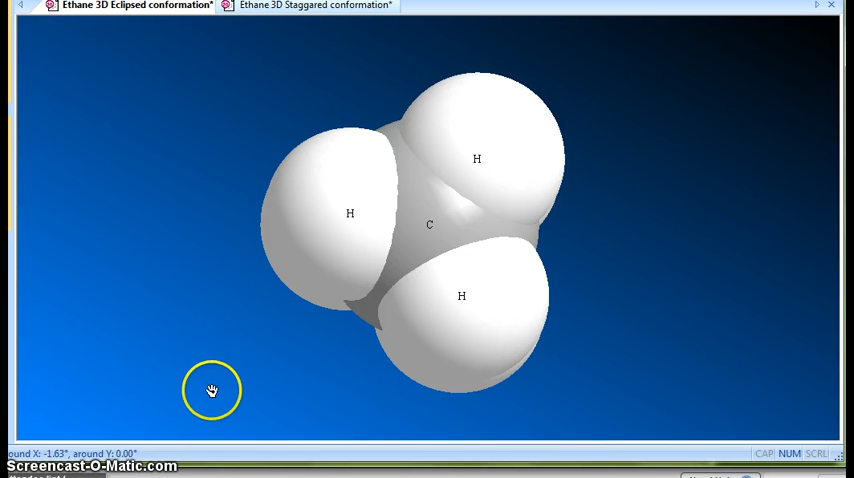 Ethane 3D Eclipsed conformation* Ethane 3D Staggared conformation*
H
H
C
H
ound X: -1.63°, around Y: 0.00° CAP NUM SCRL
Screencast-O-Matic.com